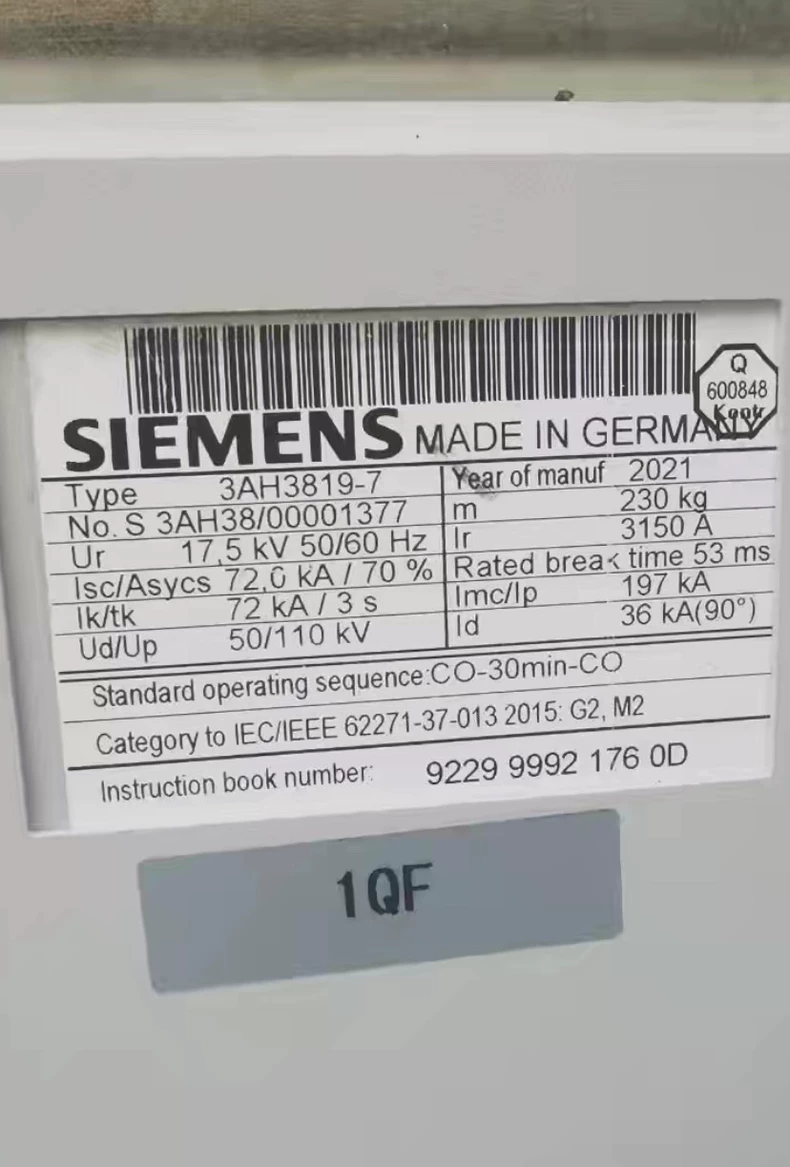 Q
600848
SIEMENS MADE IN GERMANY
Type 3AH3819-7
Year of manuf 2021
No. S 3AH38/00001377
m 230 kg
Ur 17,5 kV 50/60 Hz
Ir 3150 A
Isc/Asycs 72,0 kA / 70 %
Rated break time 53 ms
Ik/tk 72 kA / 3 s
Imc/Ip 197 kA
Ud/Up 50/110 kV
Id 36 kA(90°)
Standard operating sequence:CO-30min-CO
Category to IEC/IEEE 62271-37-013 2015: G2, M2
Instruction book number: 9229 9992 176 0D
1QF